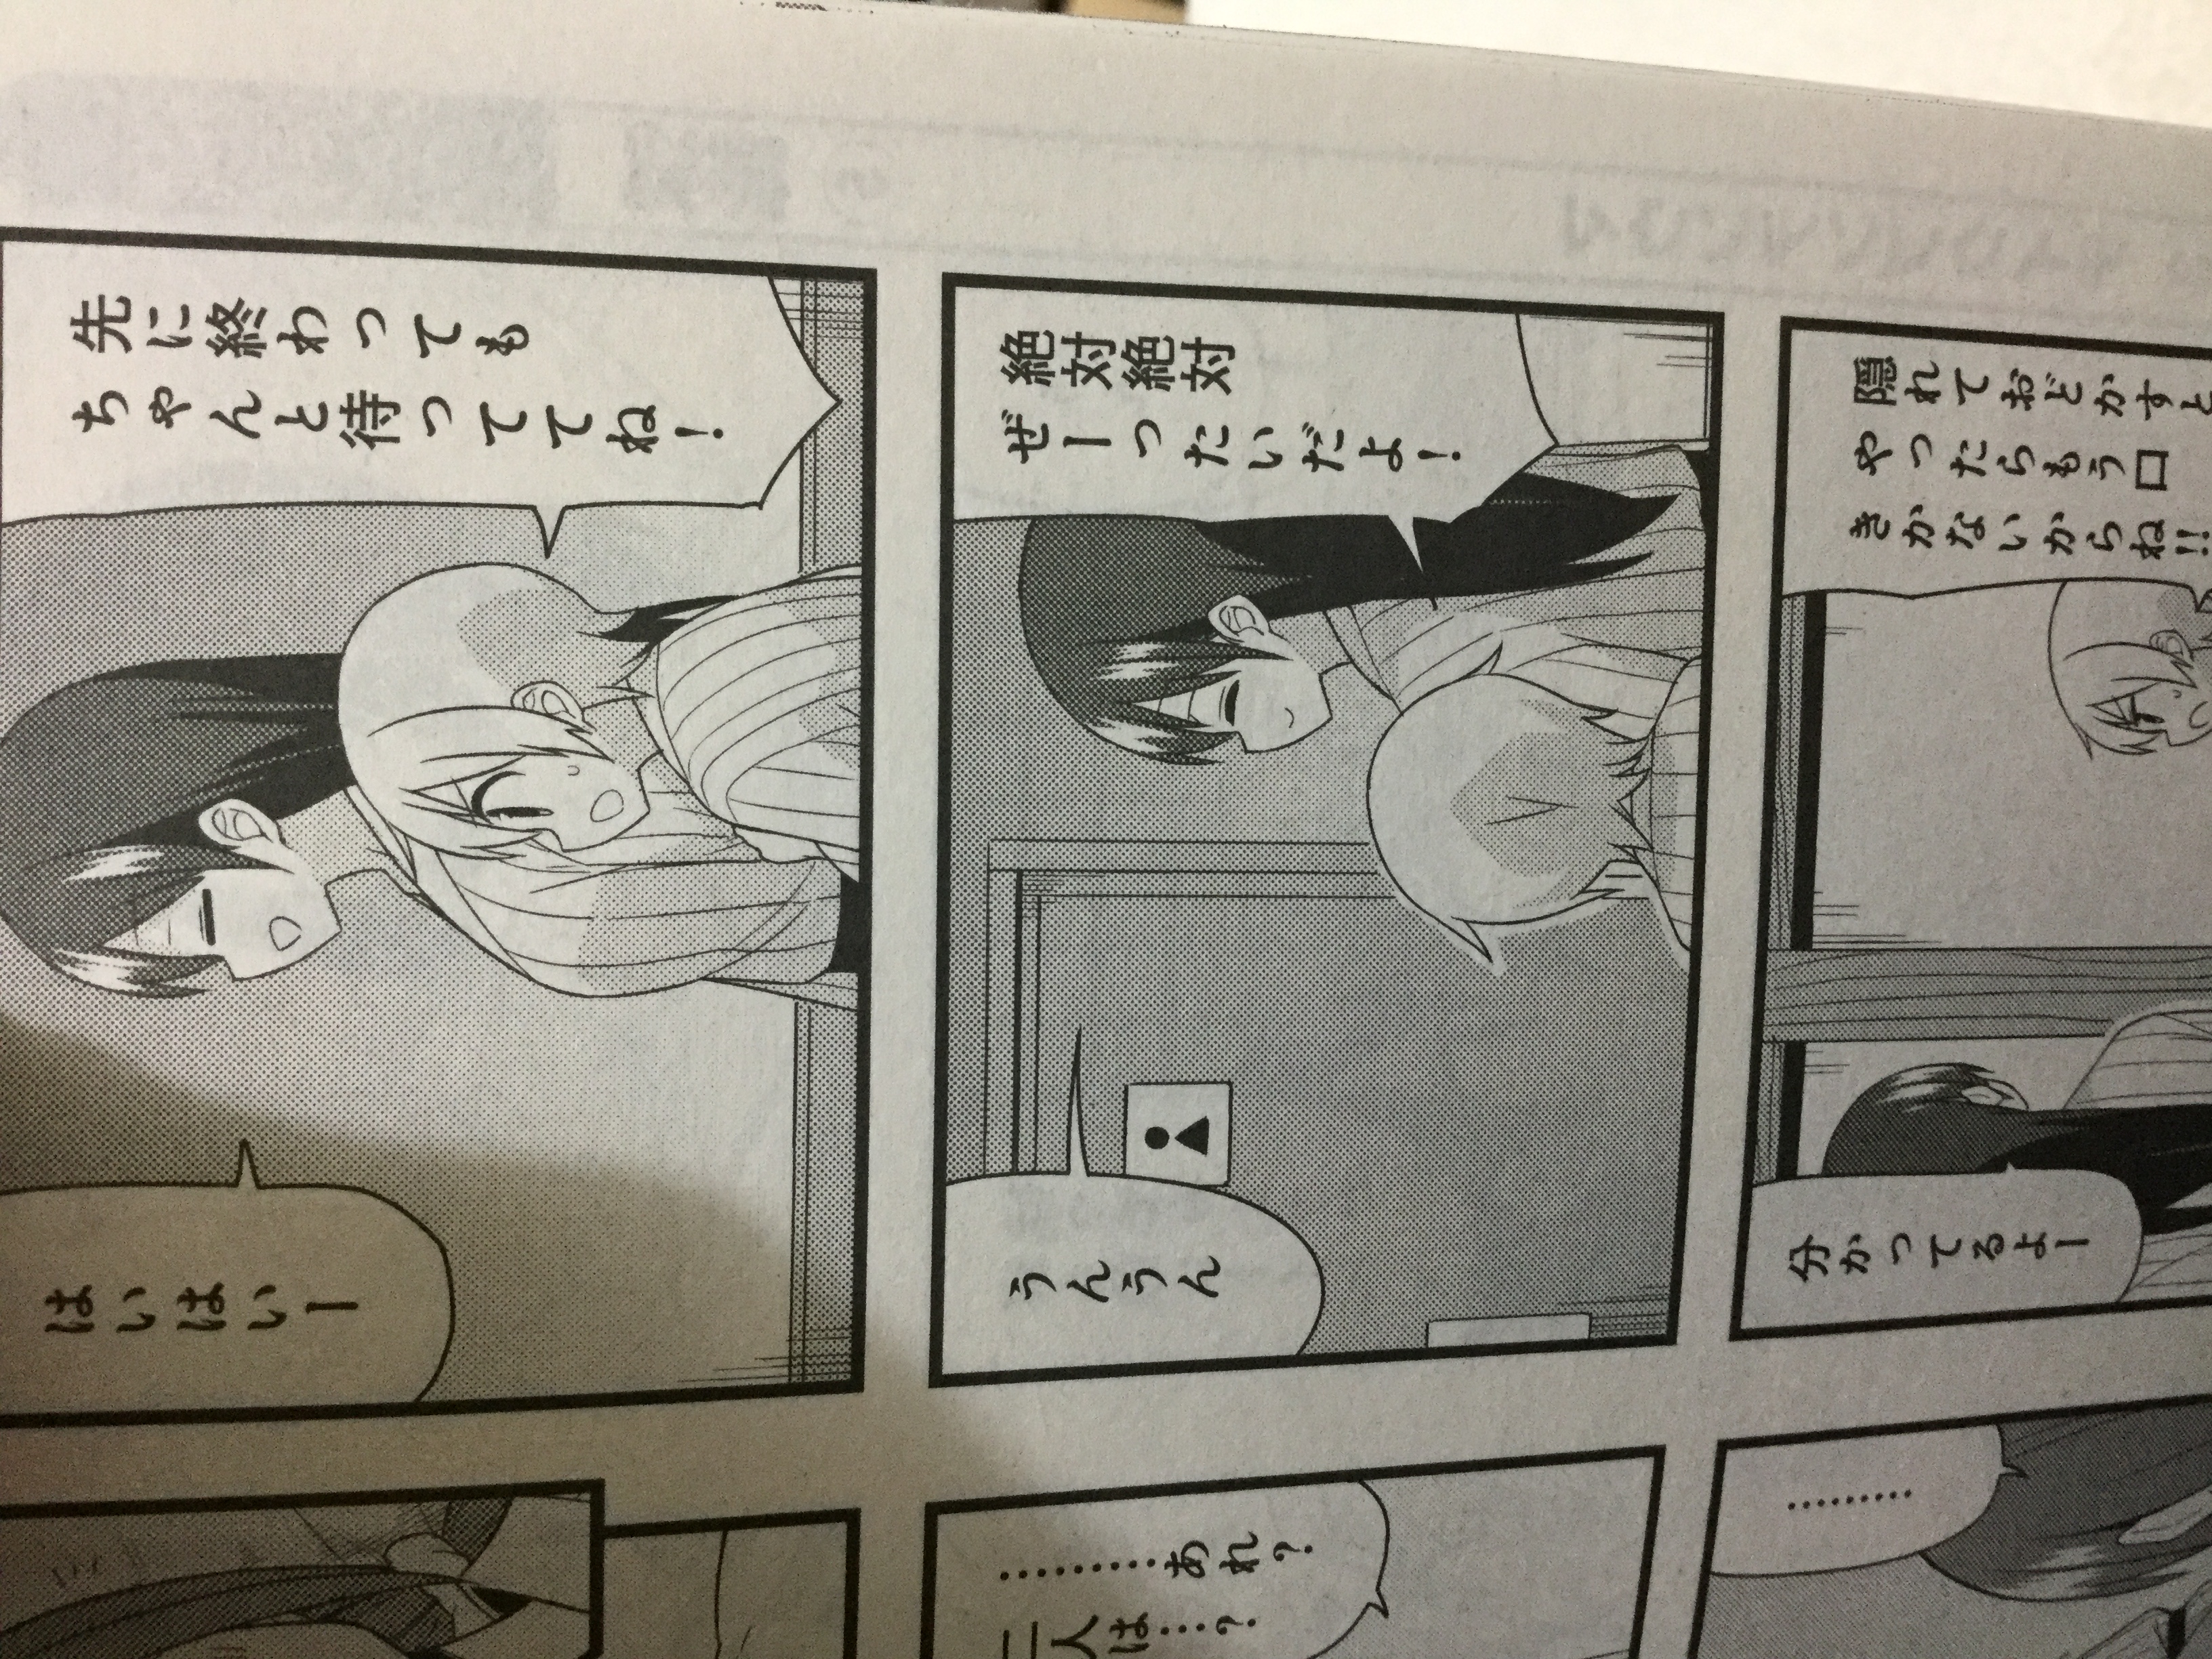 先に終わっても
ちゃんと待っててね！
はいはいー
絶対絶対
ぜーったいだよ！
うんうん
隠れておどかすと
やったらもう口
きかないからね!!
分かってるよー
………あれ？
二人は…？
………